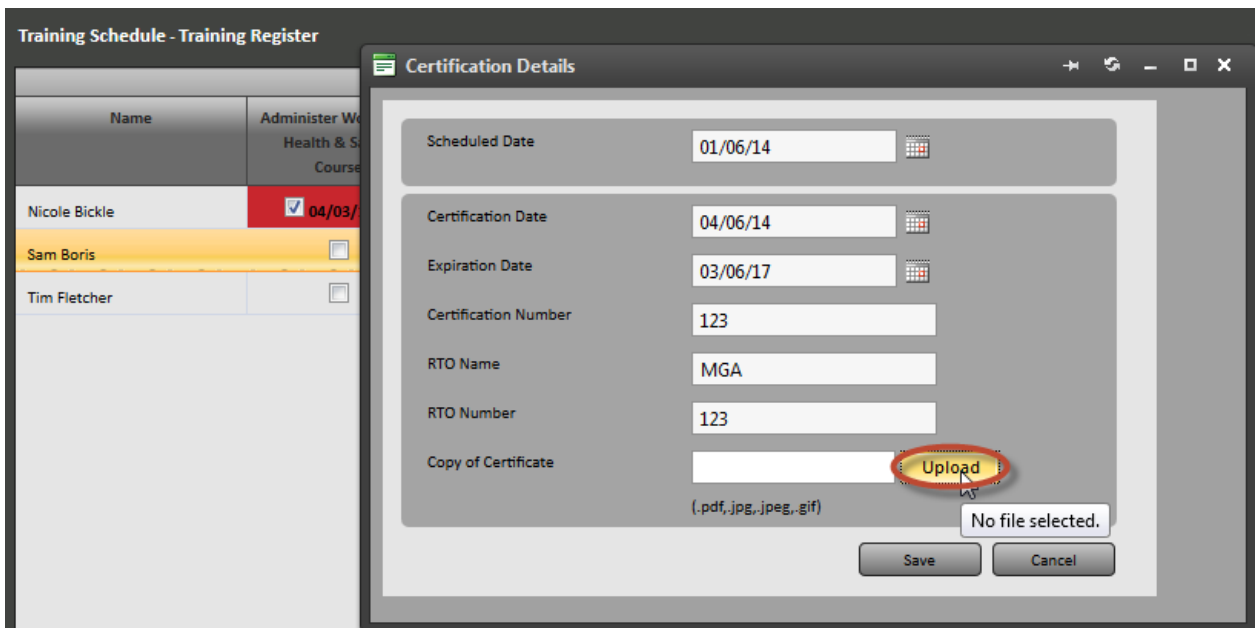 Training Schedule - Training Register
Certification Details
Name
Administer
Health &
Course
Nicole Bickle
04/03/
Sam Boris
Tim Fletcher
Scheduled Date
01/06/14
Certification Date
04/06/14
Expiration Date
03/06/17
Certification Number
123
RTO Name
MGA
RTO Number
123
Copy of Certificate
Upload
(.pdf,.jpg,.jpeg,.gif)
No file selected.
Save
Cancel